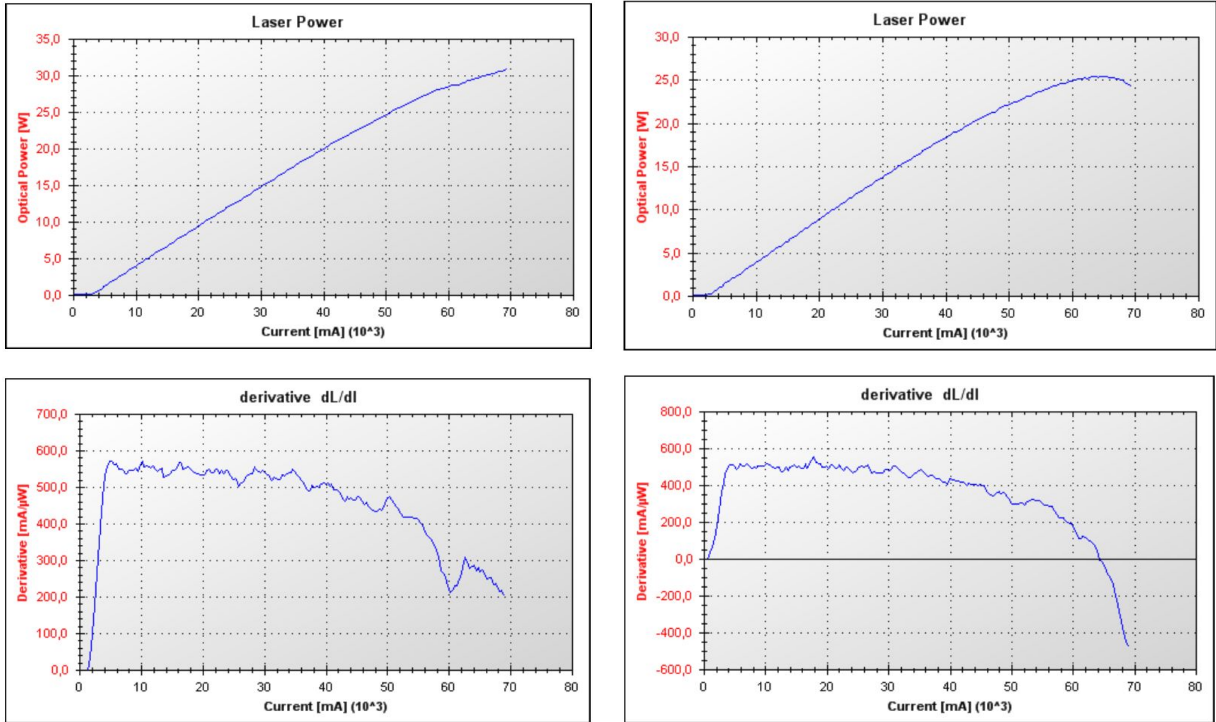 Laser Power
35,0
30,0
25,0
20,0
15,0
10,0
5,0
0,0
Optical Power [W]
0 10 20 30 40 50 60 70 80
Current [mA] (10^3)
Laser Power
30,0
25,0
20,0
15,0
10,0
5,0
0,0
Optical Power [W]
0 10 20 30 40 50 60 70 80
Current [mA] (10^3)
derivative dL/dI
700,0
600,0
500,0
400,0
300,0
200,0
100,0
0,0
Derivative [mA/µW]
0 10 20 30 40 50 60 70 80
Current [mA] (10^3)
derivative dL/dI
800,0
600,0
400,0
200,0
0,0
-200,0
-400,0
-600,0
Derivative [mA/µW]
0 10 20 30 40 50 60 70 80
Current [mA] (10^3)